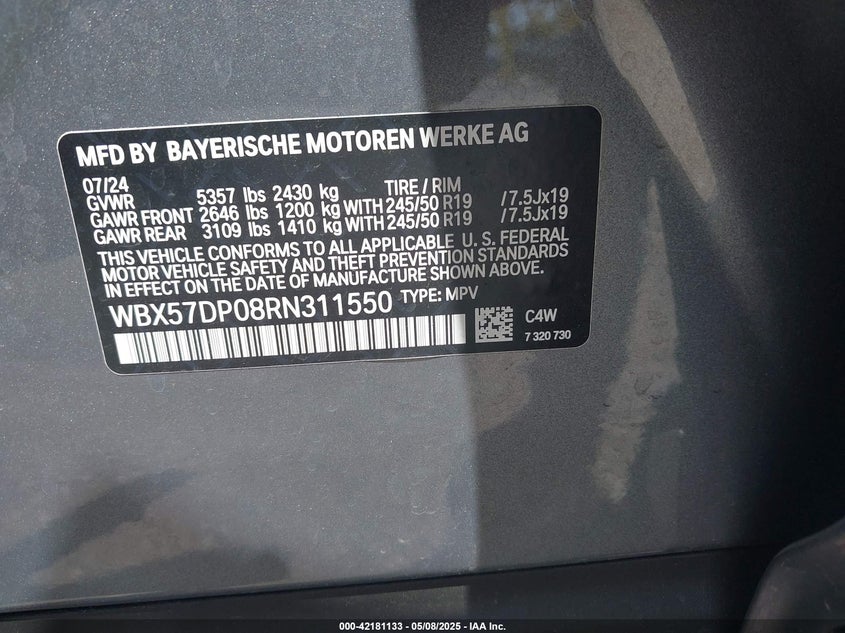 MFD BY BAYERISCHE MOTOREN WERKE AG
07/24
GVWR 5357 lbs 2430 kg TIRE / RIM
GAWR FRONT 2646 lbs 1200 kg WITH 245/50 R19 /7.5Jx19
GAWR REAR 3109 lbs 1410 kg WITH 245/50 R19 /7.5Jx19
THIS VEHICLE CONFORMS TO ALL APPLICABLE U. S. FEDERAL
MOTOR VEHICLE SAFETY AND THEFT PREVENTION STANDARDS
IN EFFECT ON THE DATE OF MANUFACTURE SHOWN ABOVE.
WBX57DP08RN311550 TYPE: MPV
C4W
7 320 730
000-42181133 - 05/08/2025 - IAA Inc.